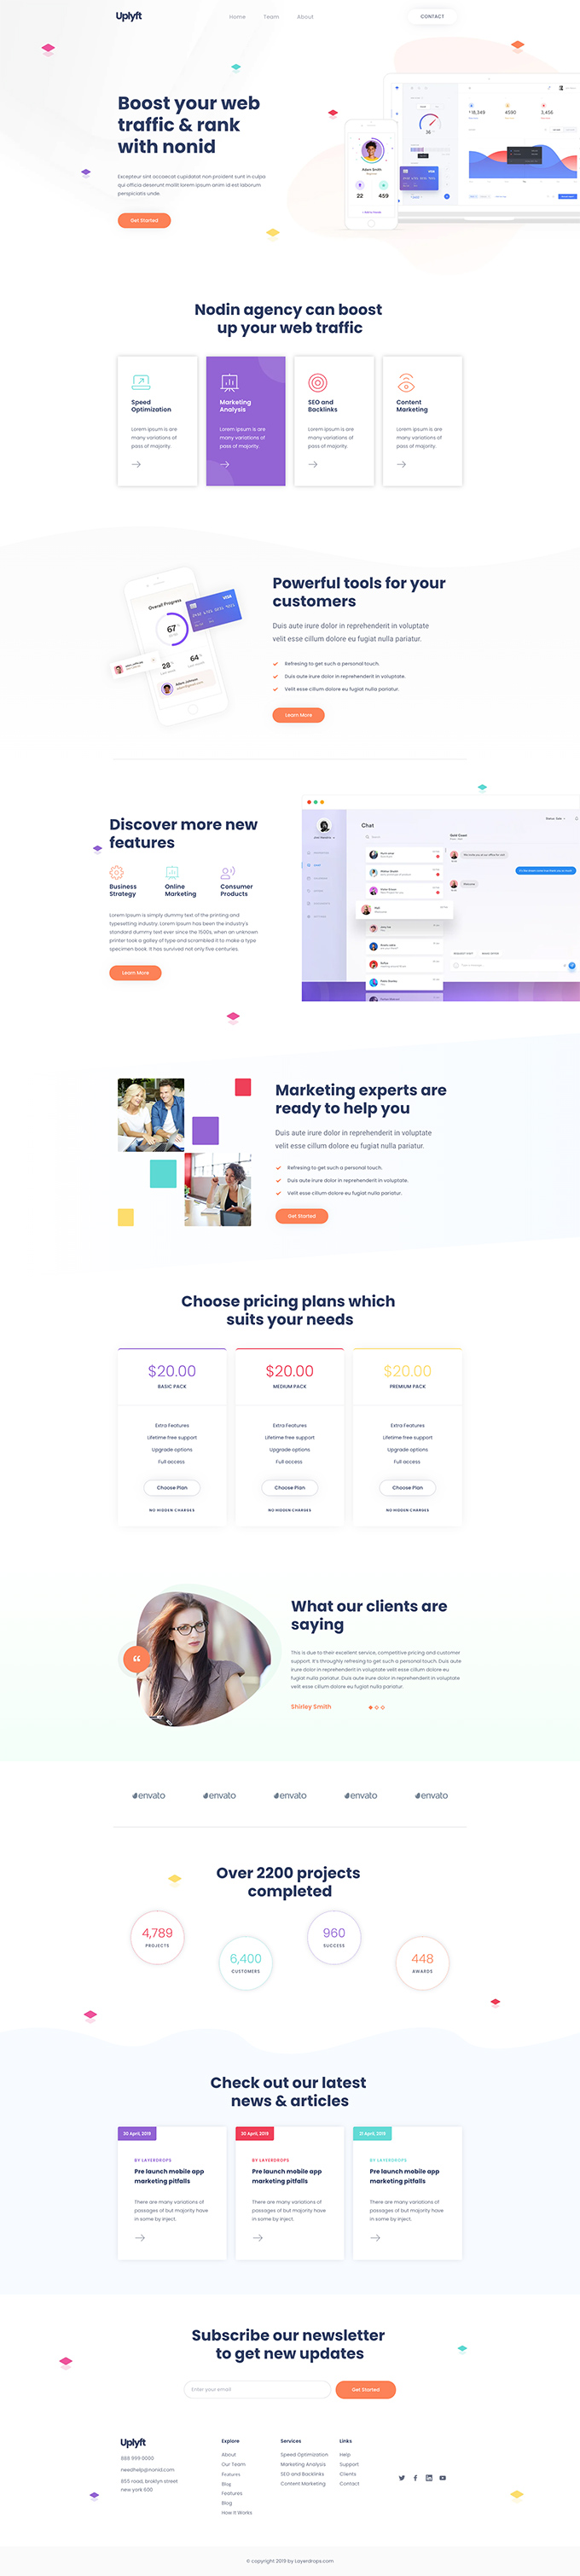 Uplyft
Home Team About
CONTACT
Boost your web
traffic & rank
with nonid
Excepteur sint occaecat cupidatat non proident sunt in culpa
qui officia deserunt mollit lorem ipsum anim id est laborum
perspiciatis unde.
Get Started
Adam Smith
22 459
36
4590
Nodin agency can boost
up your web traffic
Speed
Optimization
Lorem Ipsum is are
many variations of
pass of majority.
Marketing
Analysis
Lorem Ipsum is are
many variations of
pass of majority.
SEO and
Backlinks
Lorem Ipsum is are
many variations of
pass of majority.
Content
Marketing
Lorem Ipsum is are
many variations of
pass of majority.
Overall Progress
VISA
67
28
64
Adam Johnson
Powerful tools for your
customers
Duis aute irure dolor in reprehenderit in voluptate
velit esse cillum dolore eu fugiat nulla pariatur.
Refresing to get such a personal touch.
Duis aute irure dolor in reprehenderit in voluptate.
Velit esse cillum dolore eu fugiat nulla pariatur.
Learn More
Discover more new
features
Business
Strategy
Online
Marketing
Consumer
Products
Lorem Ipsum is simply dummy text of the printing and
typesetting industry. Lorem Ipsum has been the industry's
standard dummy text ever since the 1500s, when an unknown
printer took a galley of type and scrambled it to make a type
specimen book. It has survived not only five centuries.
Learn More
Chat
Marketing experts are
ready to help you
Duis aute irure dolor in reprehenderit in voluptate
velit esse cillum dolore eu fugiat nulla pariatur.
Refresing to get such a personal touch.
Duis aute irure dolor in reprehenderit in voluptate.
Velit esse cillum dolore eu fugiat nulla pariatur.
Get Started
Choose pricing plans which
suits your needs
$20.00
BASIC PACK
Extra Features
Lifetime free support
Upgrade options
Full access
Choose Plan
NO HIDDEN CHARGES
$20.00
MEDIUM PACK
Extra Features
Lifetime free support
Upgrade options
Full access
Choose Plan
NO HIDDEN CHARGES
$20.00
PREMIUM PACK
Extra Features
Lifetime free support
Upgrade options
Full access
Choose Plan
NO HIDDEN CHARGES
What our clients are
saying
This is due to their excellent service, competitive pricing and customer
support. It's throughly refresing to get such a personal touch. Duis aute
irure dolor in reprehenderit in voluptate velit esse cillum dolore eu
fugiat nulla pariatur. Duis aute irure dolor in reprehenderit in voluptate
velit esse cillum dolore eu fugiat nulla pariatur.
Shirley Smith
envato envato envato envato envato
Over 2200 projects
completed
4,789
PROJECTS
6,400
CUSTOMERS
960
SUCCESS
448
AWARDS
Check out our latest
news & articles
20 April, 2019
BY LAYERDROPS
Pre launch mobile app
marketing pitfalls
There are many variations of
passages of but majority have
in some by inject.
20 April, 2019
BY LAYERDROPS
Pre launch mobile app
marketing pitfalls
There are many variations of
passages of but majority have
in some by inject.
21 April, 2019
BY LAYERDROPS
Pre launch mobile app
marketing pitfalls
There are many variations of
passages of but majority have
in some by inject.
Subscribe our newsletter
to get new updates
Enter your email
Get Started
Uplyft
888 999 0000
needhelp@nonid.com
855 road, broklyn street
new york 600
Explore
About
Our Team
Features
Blog
Features
Blog
How It Works
Services
Speed Optimization
Marketing Analysis
SEO and Backlinks
Content Marketing
Links
Help
Support
Clients
Contact
© copyright 2019 by Layerdrops.com